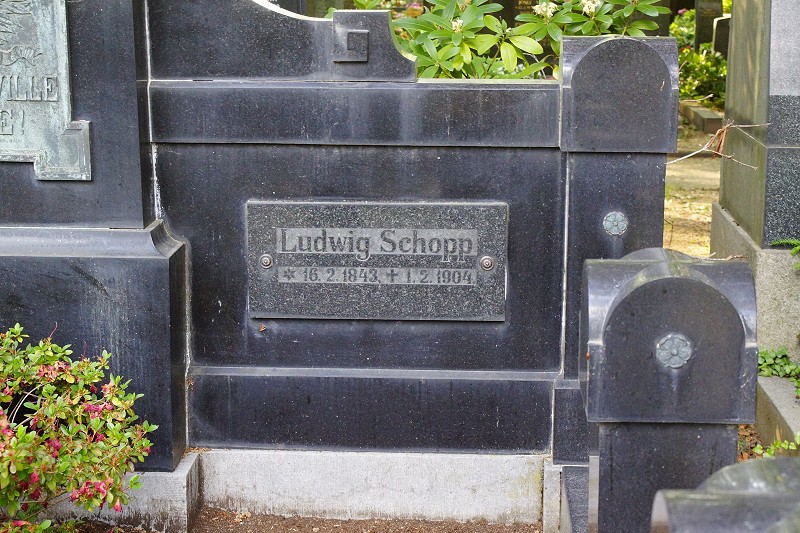 VILLE
E!
Ludwig Schopp
* 16.2.1843, + 1.2.1904